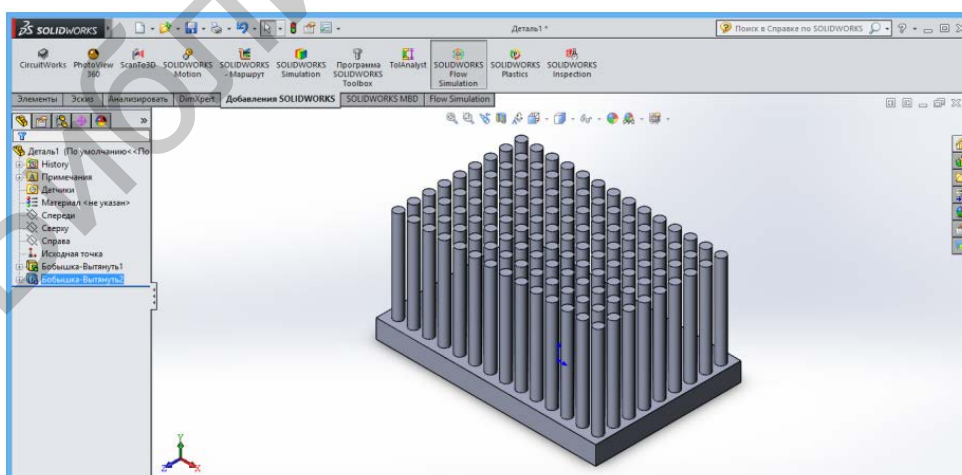 SOLIDWORKS
Деталь1 *
Поиск в Справке по SOLIDWORKS
CircuitWorks
PhotoView 360
ScanTo3D
SOLIDWORKS Motion
SOLIDWORKS - Маршрут
SOLIDWORKS Simulation
Программа SOLIDWORKS Toolbox
TolAnalyst
SOLIDWORKS Flow Simulation
SOLIDWORKS Plastics
SOLIDWORKS Inspection
Элементы Эскиз Анализировать DimXpert Добавления SOLIDWORKS SOLIDWORKS MBD Flow Simulation
Деталь1 (По умолчанию<<По
History
Примечания
Датчики
Материал <не указан>
Спереди
Сверху
Справа
Исходная точка
Бобышка-Вытянуть1
Бобышка-Вытянуть2